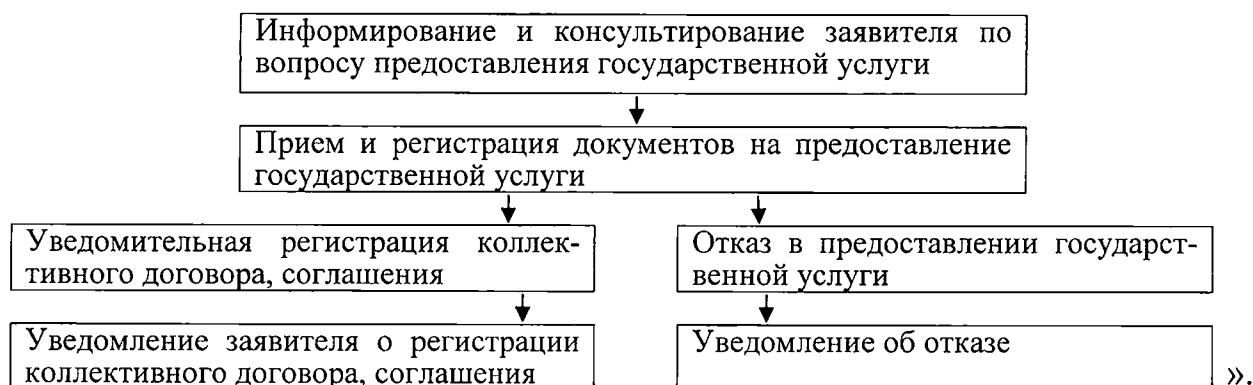 Информирование и консультирование заявителя по
вопросу предоставления государственной услуги
Прием и регистрация документов на предоставление
государственной услуги
Уведомительная регистрация коллек-
тивного договора, соглашения
Отказ в предоставлении государст-
венной услуги
Уведомление заявителя о регистрации
коллективного договора, соглашения
Уведомление об отказе
».